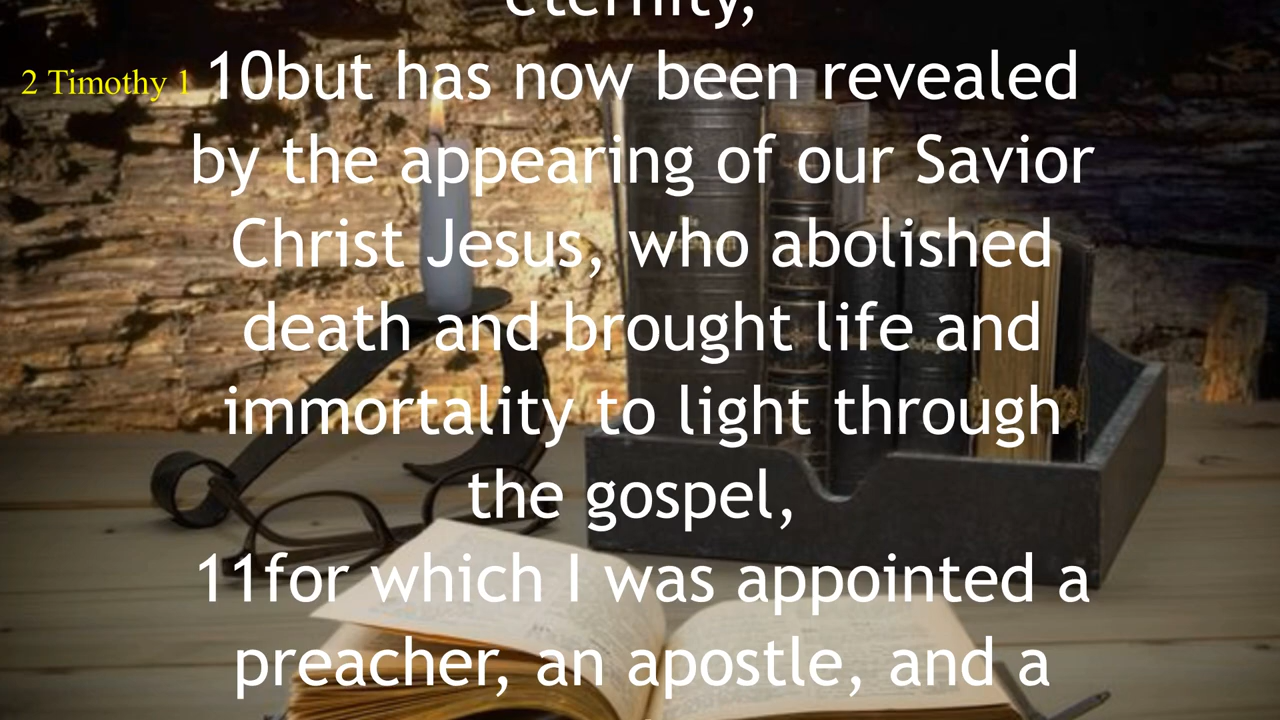 eternity,
2 Timothy 1
10but has now been revealed
by the appearing of our Savior
Christ Jesus, who abolished
death and brought life and
immortality to light through
the gospel,
11for which I was appointed a
preacher, an apostle, and a